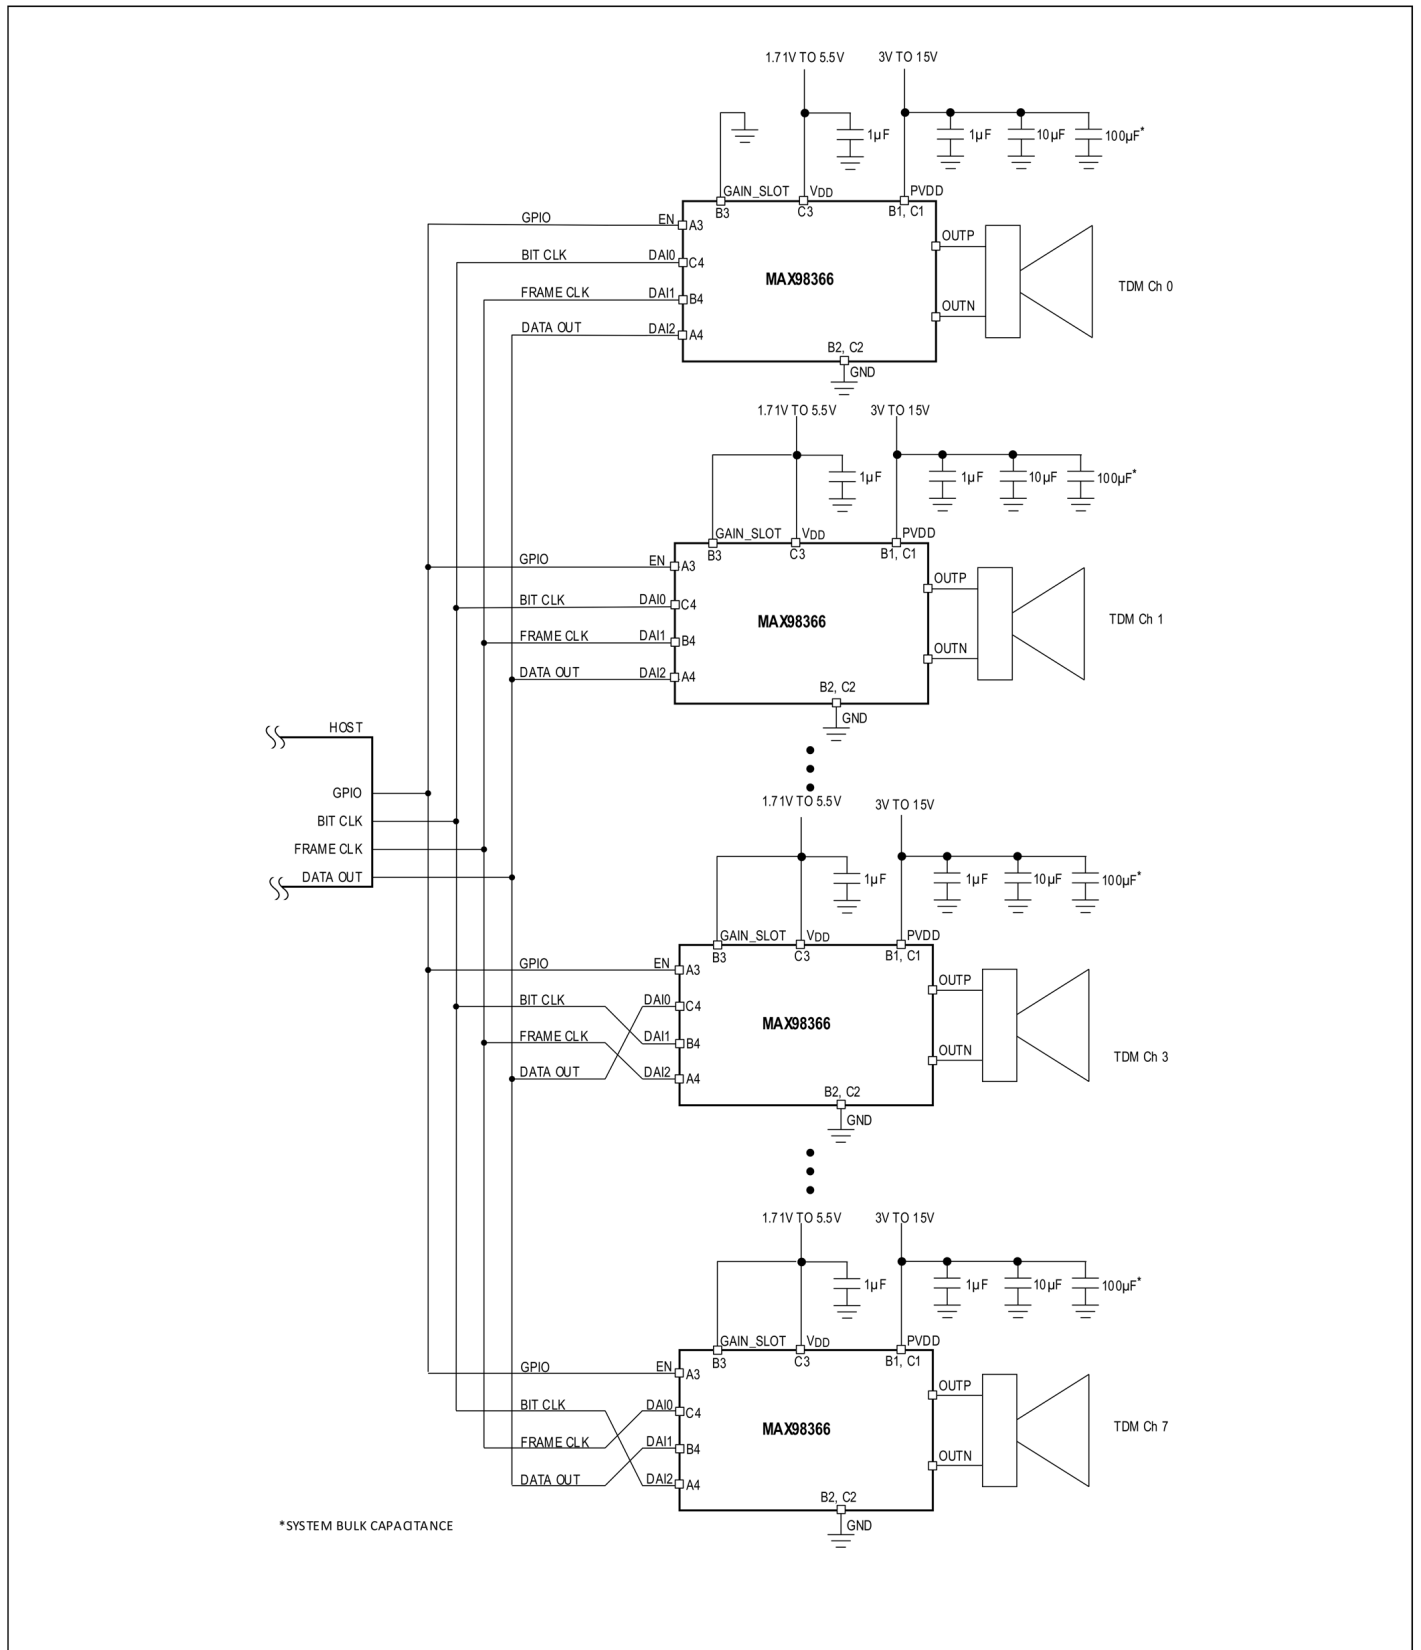 1.71V TO 5.5V 3V TO 15V
1µF 1µF 10µF 100µF*
GAIN_SLOT VDD PVDD
B3 C3 B1, C1
GPIO EN A3
OUTP
BIT CLK DAI0 C4
MAX98366
TDM Ch 0
FRAME CLK DAI1 B4
OUTN
DATA OUT DAI2 A4
B2, C2
GND
1.71V TO 5.5V 3V TO 15V
1µF 1µF 10µF 100µF*
GAIN_SLOT VDD PVDD
B3 C3 B1, C1
GPIO EN A3
OUTP
BIT CLK DAI0 C4
MAX98366
TDM Ch 1
FRAME CLK DAI1 B4
OUTN
DATA OUT DAI2 A4
B2, C2
GND
HOST
GPIO
BIT CLK
FRAME CLK
DATA OUT
1.71V TO 5.5V 3V TO 15V
1µF 1µF 10µF 100µF*
GAIN_SLOT VDD PVDD
B3 C3 B1, C1
GPIO EN A3
OUTP
BIT CLK DAI0 C4
MAX98366
FRAME CLK DAI1 B4
OUTN
TDM Ch 3
DATA OUT DAI2 A4
B2, C2
GND
1.71V TO 5.5V 3V TO 15V
1µF 1µF 10µF 100µF*
GAIN_SLOT VDD PVDD
B3 C3 B1, C1
GPIO EN A3
OUTP
BIT CLK DAI0 C4
MAX98366
TDM Ch 7
FRAME CLK DAI1 B4
OUTN
DATA OUT DAI2 A4
B2, C2
GND
*SYSTEM BULK CAPACITANCE